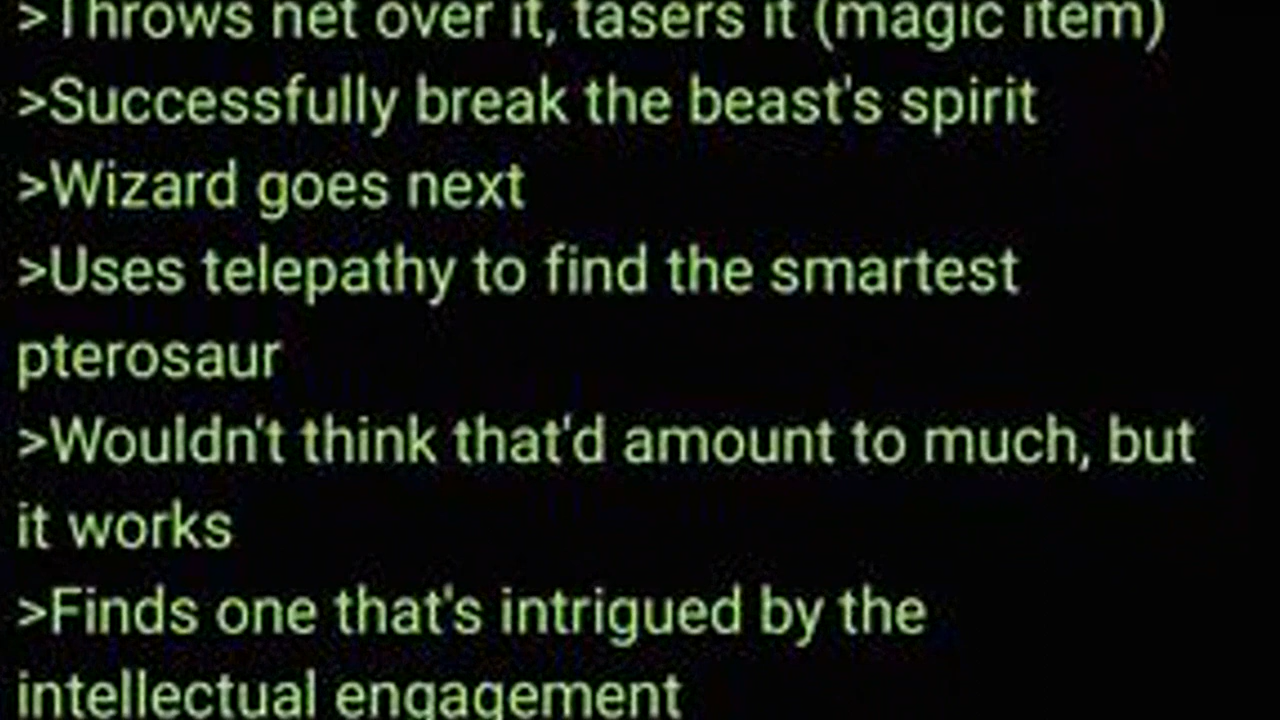 >Throws net over it, tasers it (magic item)
>Successfully break the beast's spirit
>Wizard goes next
>Uses telepathy to find the smartest
pterosaur
>Wouldn't think that'd amount to much, but
it works
>Finds one that's intrigued by the
intellectual engagement